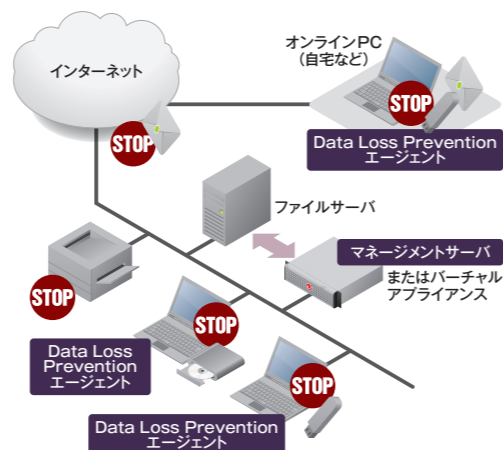 インターネット
オンラインPC
（自宅など）
STOP
STOP
Data Loss Prevention
エージェント
ファイルサーバ
マネージメントサーバ
またはバーチャル
アプライアンス
STOP
STOP
Data Loss
Prevention
エージェント
STOP
Data Loss Prevention
エージェント